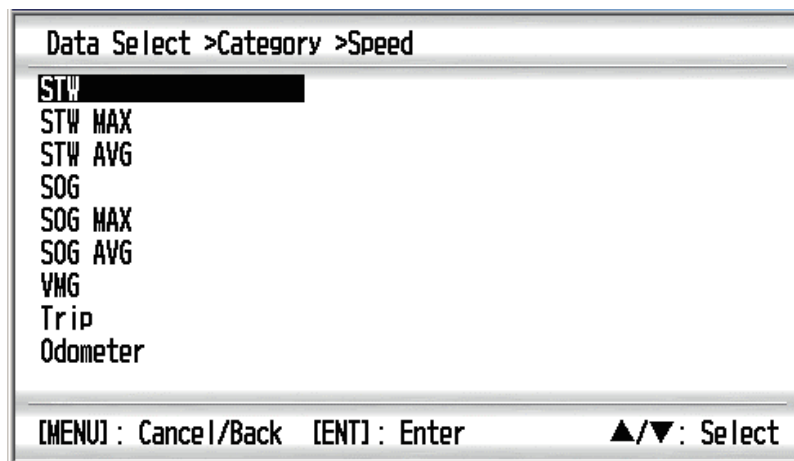 Data Select >Category >Speed
STW
STW MAX
STW AVG
SOG
SOG MAX
SOG AVG
VMG
Trip
Odometer
[MENU]: Cancel/Back [ENT]: Enter ▲/▼: Select